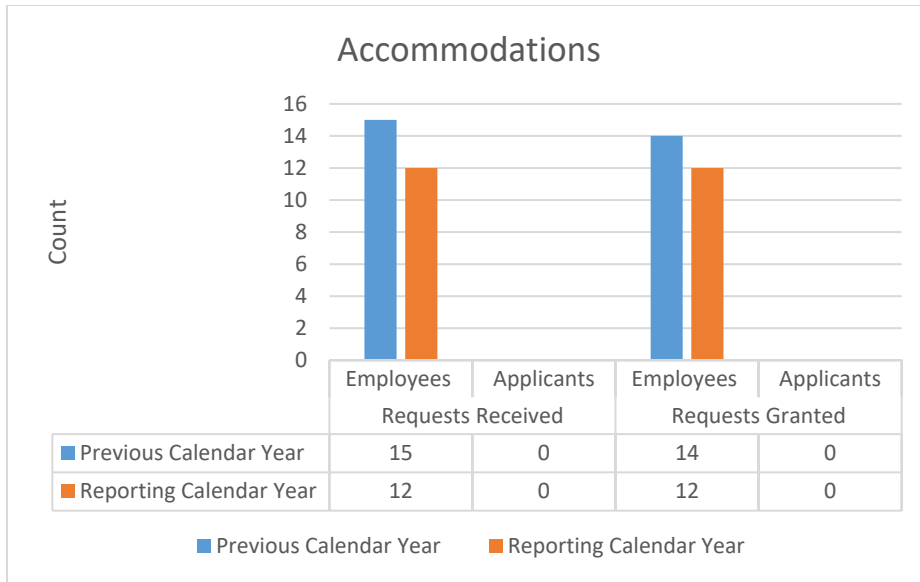 Accommodations
Count
16
14
12
10
8
6
4
2
0
Employees Applicants Employees Applicants
Requests Received Requests Granted
Previous Calendar Year 15 0 14 0
Reporting Calendar Year 12 0 12 0
Previous Calendar Year Reporting Calendar Year